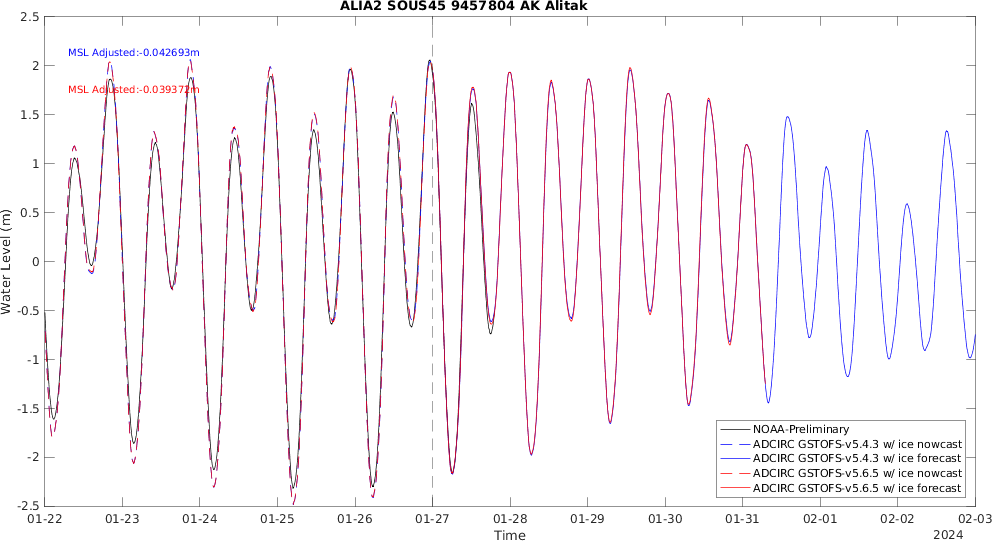 ALIA2 SOUS45 9457804 AK Alitak
2.5
2
1.5
1
0.5
0
-0.5
-1
-1.5
-2
-2.5
Water Level (m)
MSL Adjusted:-0.042693m
MSL Adjusted:-0.039372m
NOAA-Preliminary
ADCIRC GSTOFS-v5.4.3 w/ ice nowcast
ADCIRC GSTOFS-v5.4.3 w/ ice forecast
ADCIRC GSTOFS-v5.6.5 w/ ice nowcast
ADCIRC GSTOFS-v5.6.5 w/ ice forecast
01-22 01-23 01-24 01-25 01-26 01-27 01-28 01-29 01-30 01-31 02-01 02-02 02-03
Time
2024